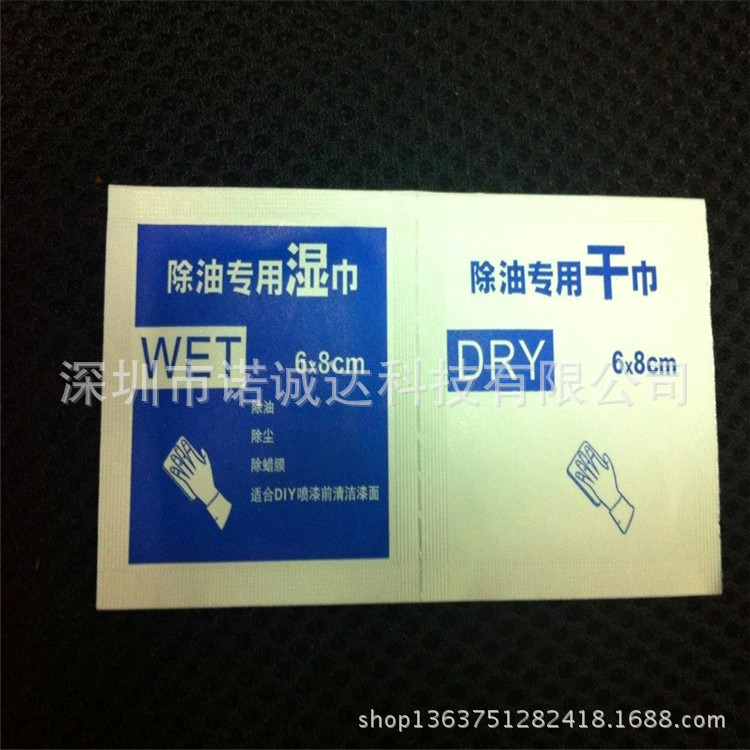 除油专用湿巾
WET
6x8cm
除油
除尘
除蜡膜
适合DIY喷漆前清洁漆面
除油专用干巾
DRY
6x8cm
深圳市诺诚达科技有限公司
shop1363751282418.1688.com